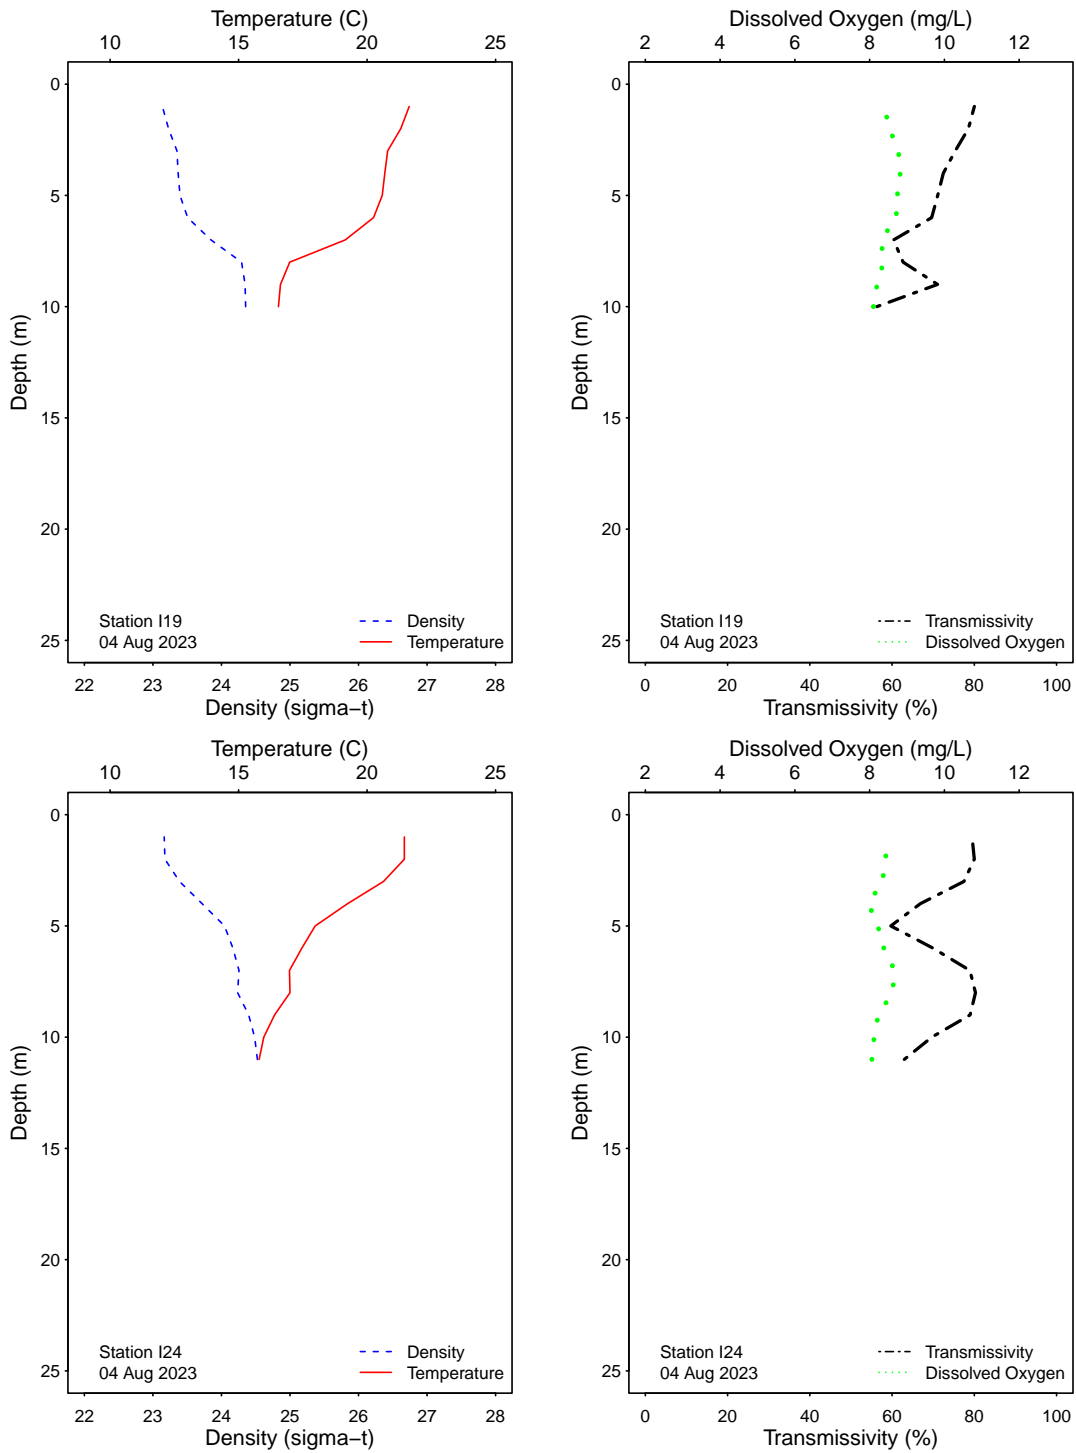 Temperature (C)
10 15 20 25
0
5
10
15
20
25
Depth (m)
Station I19
04 Aug 2023
Density
Temperature
22 23 24 25 26 27 28
Density (sigma−t)
Dissolved Oxygen (mg/L)
2 4 6 8 10 12
0
5
10
15
20
25
Depth (m)
Station I19
04 Aug 2023
Transmissivity
Dissolved Oxygen
0 20 40 60 80 100
Transmissivity (%)
Temperature (C)
10 15 20 25
0
5
10
15
20
25
Depth (m)
Station I24
04 Aug 2023
Density
Temperature
22 23 24 25 26 27 28
Density (sigma−t)
Dissolved Oxygen (mg/L)
2 4 6 8 10 12
0
5
10
15
20
25
Depth (m)
Station I24
04 Aug 2023
Transmissivity
Dissolved Oxygen
0 20 40 60 80 100
Transmissivity (%)